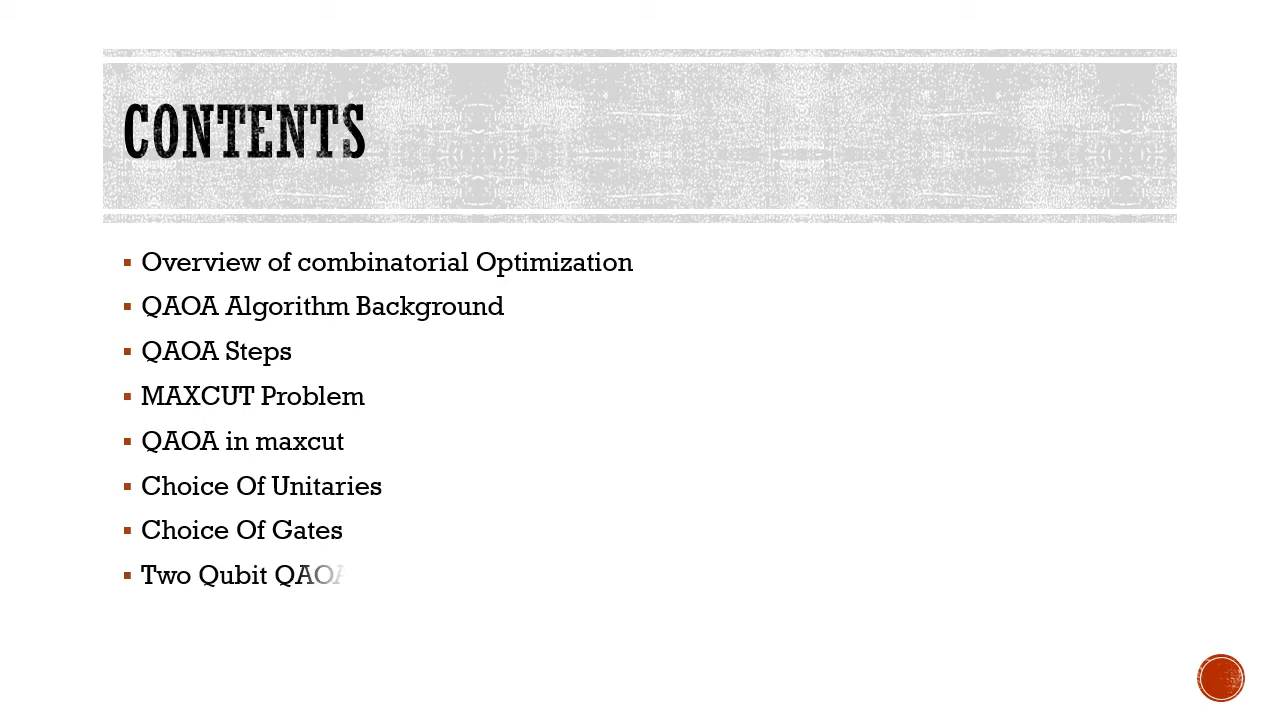 CONTENTS
Overview of combinatorial Optimization
QAOA Algorithm Background
QAOA Steps
MAXCUT Problem
QAOA in maxcut
Choice Of Unitaries
Choice Of Gates
Two Qubit QAOA